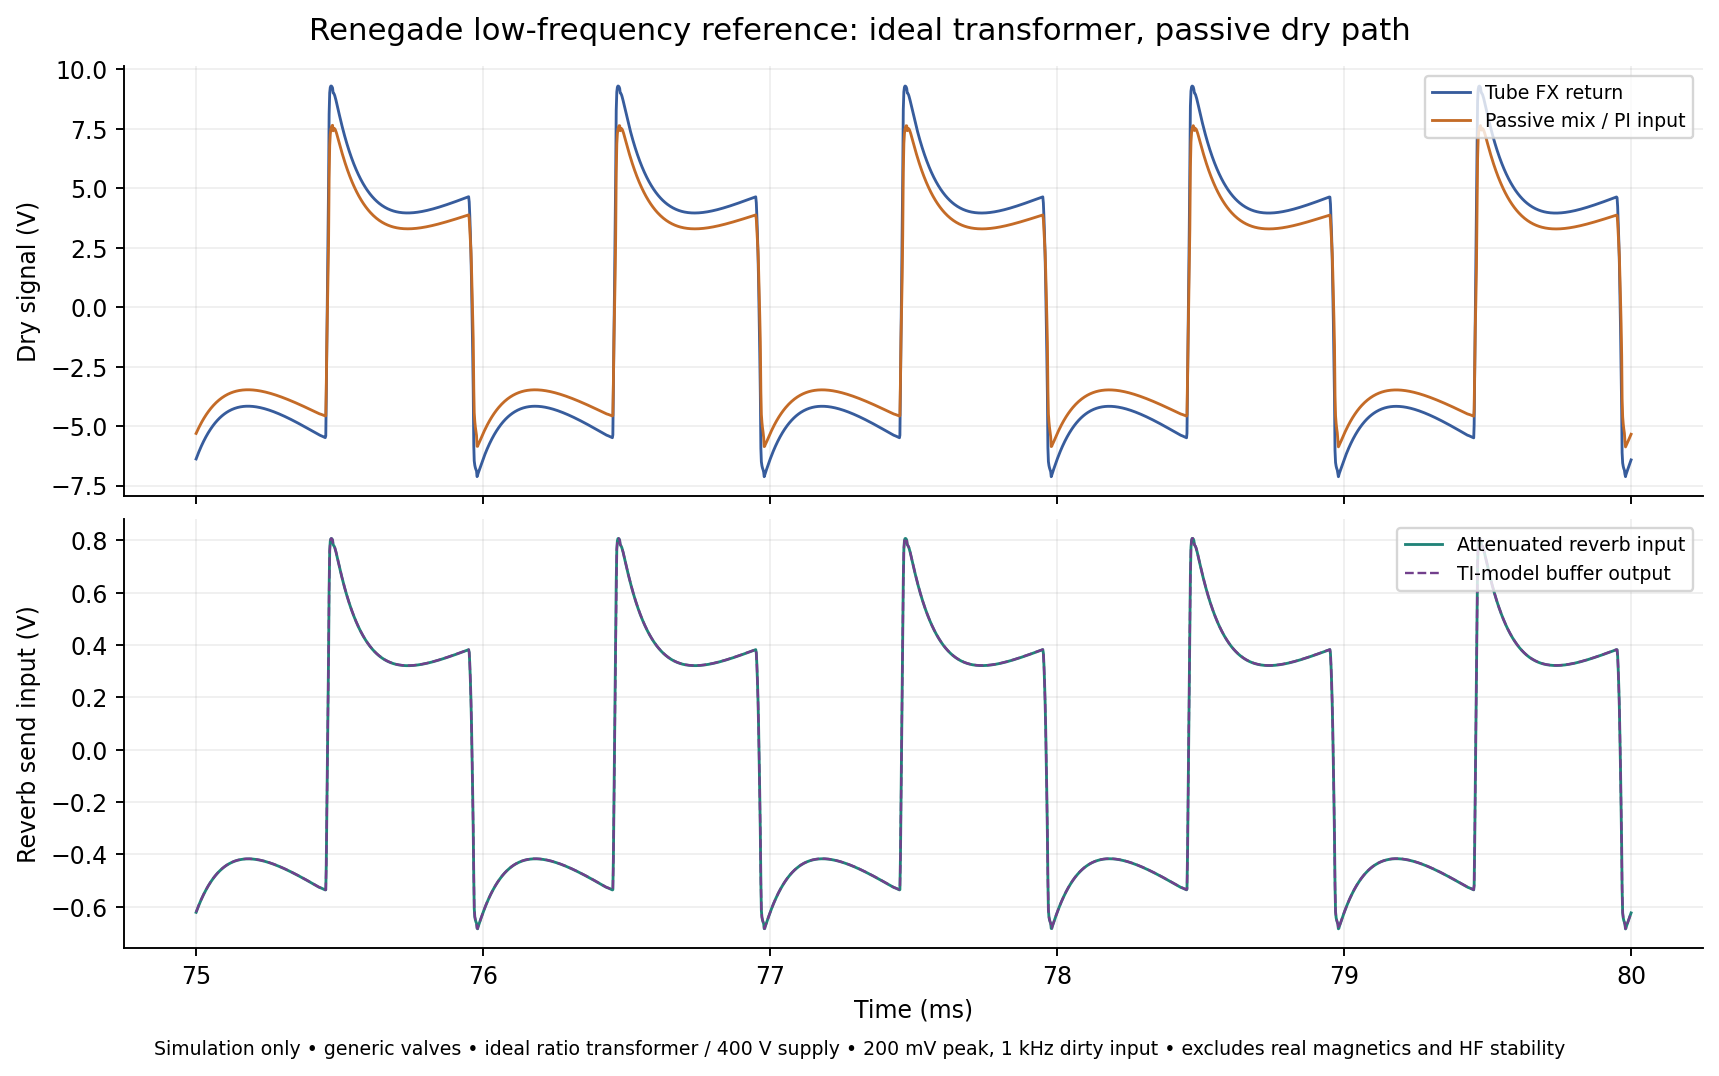 Renegade low-frequency reference: ideal transformer, passive dry path
10.0
7.5
5.0
2.5
0.0
−2.5
−5.0
−7.5
Dry signal (V)
Tube FX return
Passive mix / PI input
0.8
0.6
0.4
0.2
0.0
−0.2
−0.4
−0.6
Reverb send input (V)
Attenuated reverb input
TI-model buffer output
75 76 77 78 79 80
Time (ms)
Simulation only • generic valves • ideal ratio transformer / 400 V supply • 200 mV peak, 1 kHz dirty input • excludes real magnetics and HF stability